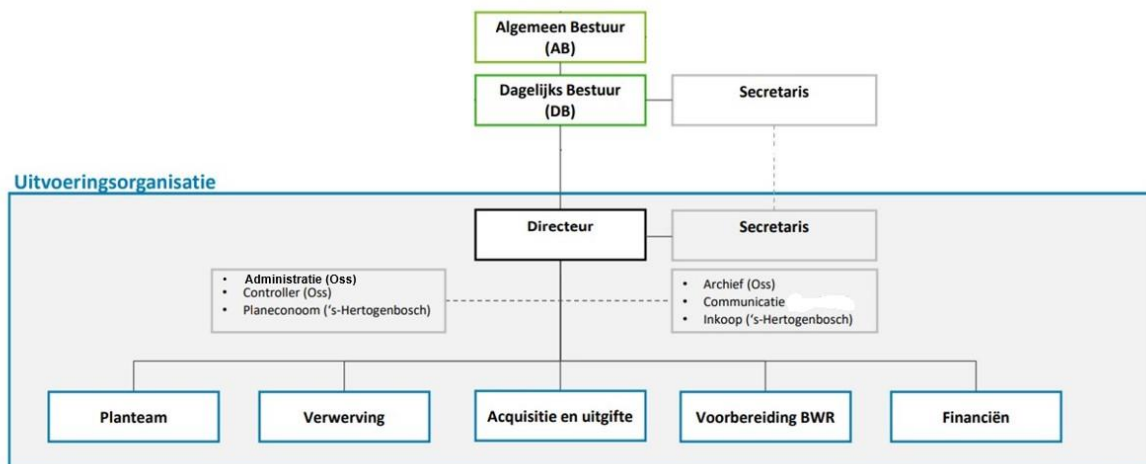 Algemeen Bestuur
(AB)
Dagelijks Bestuur
(DB)
Secretaris
Uitvoeringsorganisatie
Directeur
Secretaris
• Administratie (Oss)
• Controller (Oss)
• Planeconoom ('s-Hertogenbosch)
• Archief (Oss)
• Communicatie
• Inkoop ('s-Hertogenbosch)
Planteam
Verwerving
Acquisitie en uitgifte
Voorbereiding BWR
Financiën